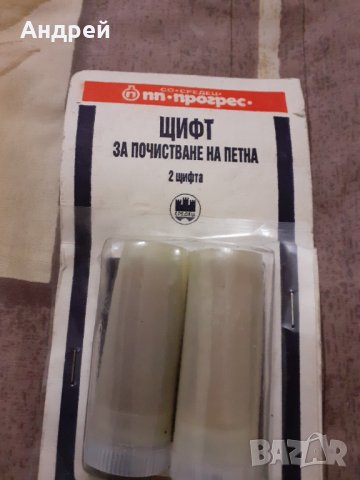 Андрей
СО·СРЕДЕЦ·
ПП·ПРОГРЕС·
ЩИФТ
ЗА ПОЧИСТВАНЕ НА ПЕТНА
2 щифта
BAZAR